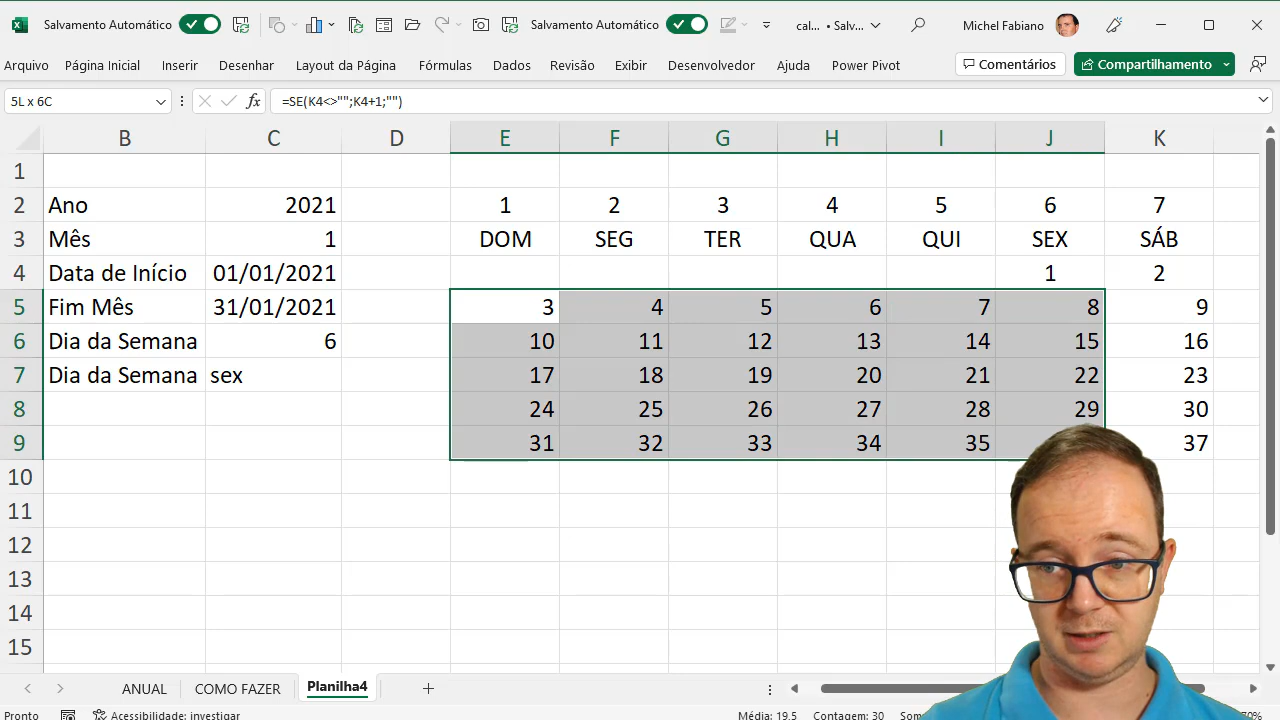 Salvamento Automático Salvamento Automático cal... • Salv... Michel Fabiano
Arquivo Página Inicial Inserir Desenhar Layout da Página Fórmulas Dados Revisão Exibir Desenvolvedor Ajuda Power Pivot Comentários Compartilhamento
5L x 6C fx =SE(K4<>"";K4+1;"")
B C D E F G H I J K
1
2 Ano 2021 1 2 3 4 5 6 7
3 Mês 1 DOM SEG TER QUA QUI SEX SÁB
4 Data de Início 01/01/2021 1 2
5 Fim Mês 31/01/2021 3 4 5 6 7 8 9
6 Dia da Semana 6 10 11 12 13 14 15 16
7 Dia da Semana sex 17 18 19 20 21 22 23
8 24 25 26 27 28 29 30
9 31 32 33 34 35 37
10
11
12
13
14
15
ANUAL COMO FAZER Planilha4
Pronto Acessibilidade: investigar Média: 19,5 Contagem: 30